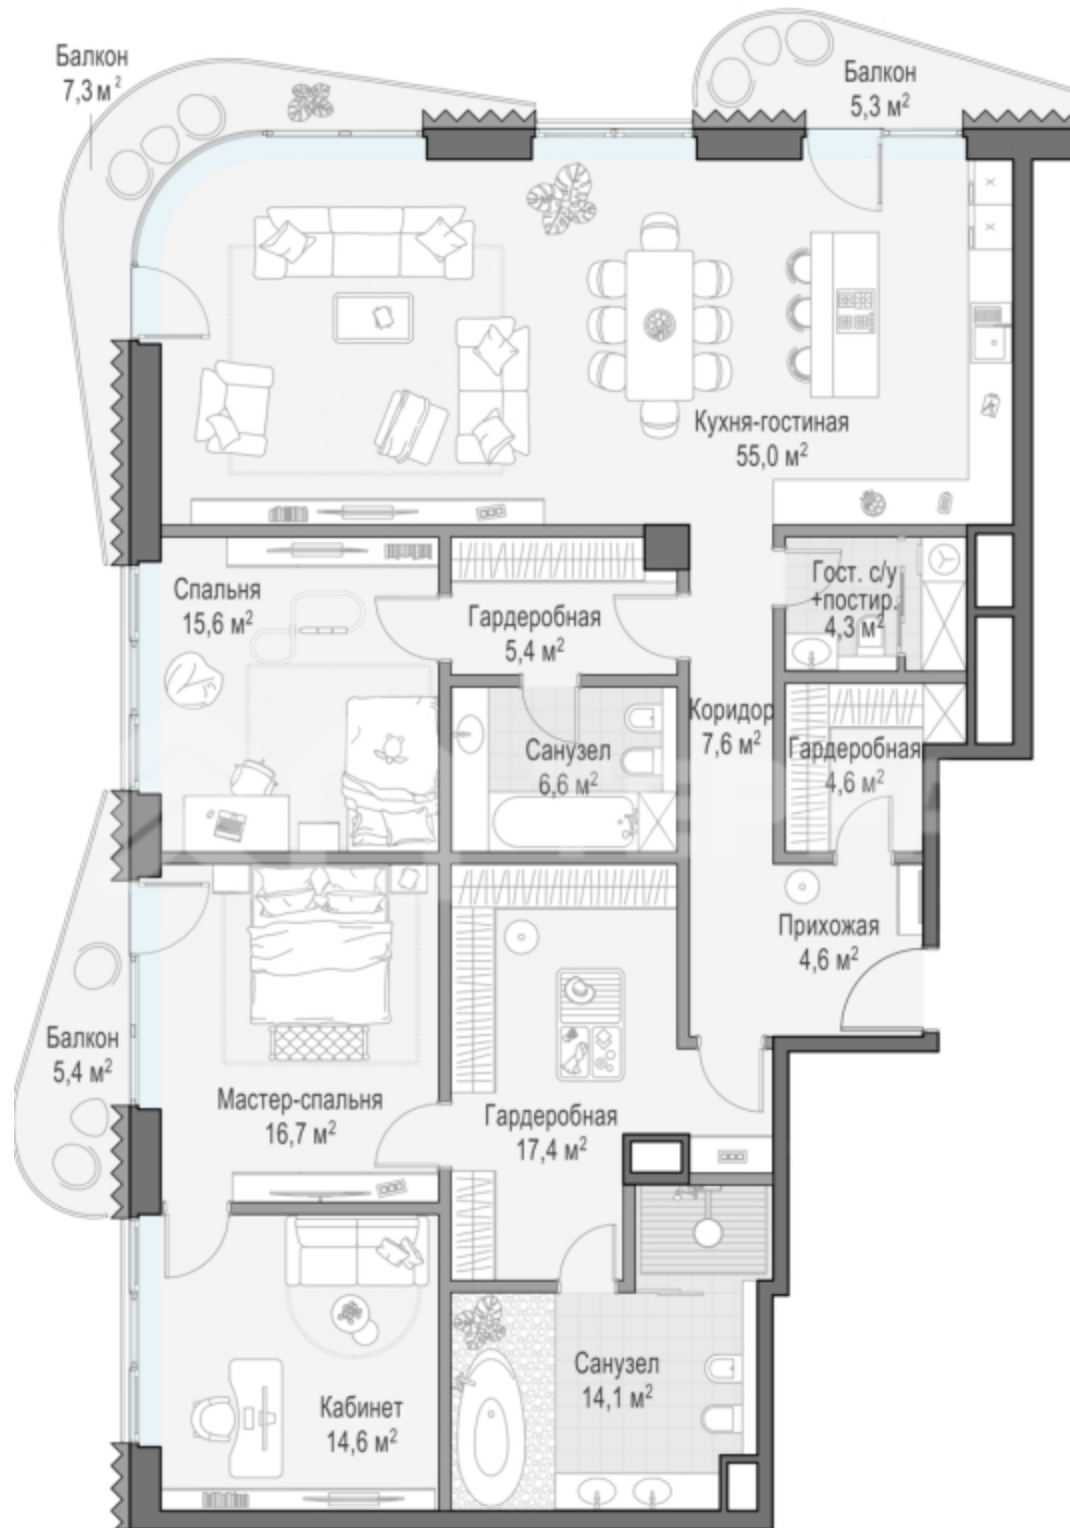 Балкон
7,3 м²
Балкон
5,3 м²
Кухня-гостиная
55,0 м²
Спальня
15,6 м²
Гардеробная
5,4 м²
Гост. с/у
+постир.
4,3 м²
Санузел
6,6 м²
Коридор
7,6 м²
Гардеробная
4,6 м²
Прихожая
4,6 м²
Балкон
5,4 м²
Мастер-спальня
16,7 м²
Гардеробная
17,4 м²
Санузел
14,1 м²
Кабинет
14,6 м²